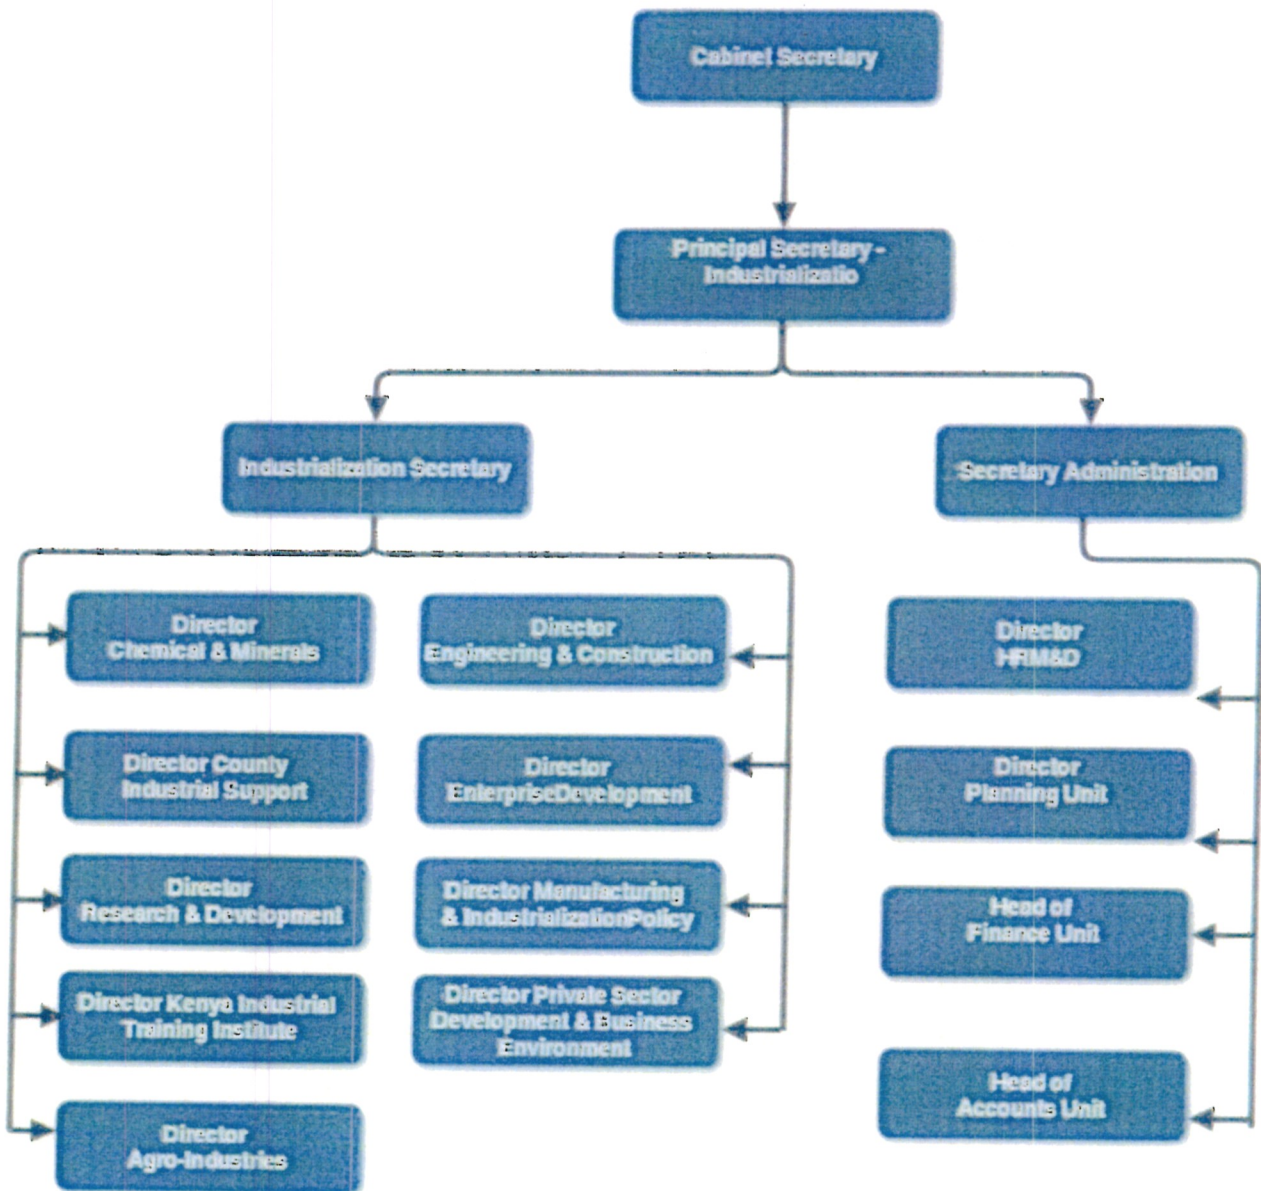 Cabinet Secretary
Principal Secretary -
Industrializatio
Industrialization Secretary
Secretary Administration
Director
Chemical & Minerals
Director
Engineering & Construction
Director
HRM&D
Director County
Industrial Support
Director
EnterpriseDevelopment
Director
Planning Unit
Director
Research & Development
Director Manufacturing
& IndustrializationPolicy
Head of
Finance Unit
Director Kenya Industrial
Training Institute
Director Private Sector
Development & Business
Environment
Head of
Accounts Unit
Director
Agro-Industries